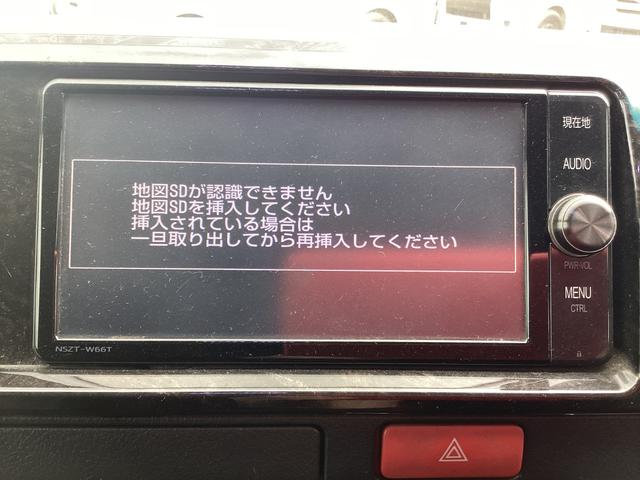 地図SDが認識できません
地図SDを挿入してください
挿入されている場合は
一旦取り出してから再挿入してください
現在地
AUDIO
PWR-VOL
MENU
CTRL
NSZT-W66T